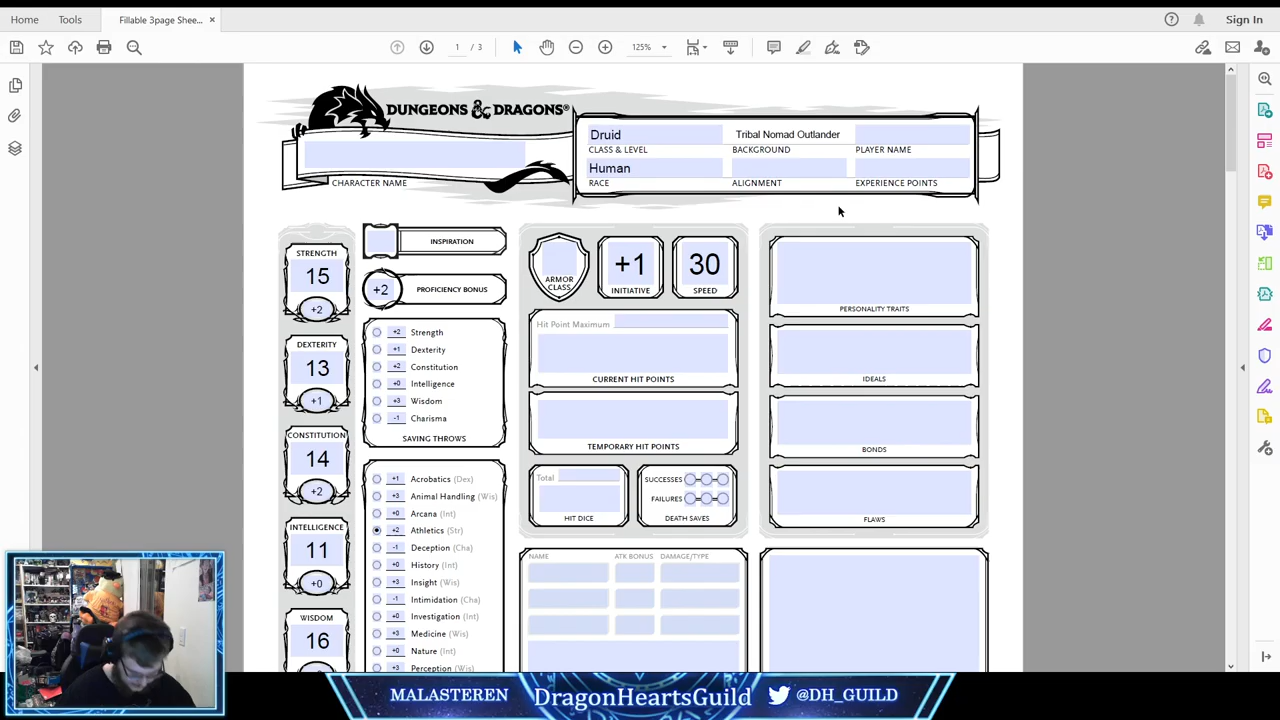 Home Tools Fillable 3page Shee... × Sign In
1 / 3 125%
DUNGEONS & DRAGONS®
Druid Tribal Nomad Outlander
CLASS & LEVEL BACKGROUND PLAYER NAME
Human
CHARACTER NAME RACE ALIGNMENT EXPERIENCE POINTS
STRENGTH
15
+2
DEXTERITY
13
+1
CONSTITUTION
14
+2
INTELLIGENCE
11
+0
WISDOM
16
INSPIRATION
+2 PROFICIENCY BONUS
+2 Strength
+1 Dexterity
+2 Constitution
+0 Intelligence
+3 Wisdom
-1 Charisma
SAVING THROWS
+1 Acrobatics (Dex)
+3 Animal Handling (Wis)
+0 Arcana (Int)
+2 Athletics (Str)
-1 Deception (Cha)
+0 History (Int)
+3 Insight (Wis)
-1 Intimidation (Cha)
+0 Investigation (Int)
+3 Medicine (Wis)
+0 Nature (Int)
+3 Perception (Wis)
ARMOR
CLASS
+1
INITIATIVE
30
SPEED
Hit Point Maximum
CURRENT HIT POINTS
TEMPORARY HIT POINTS
Total
HIT DICE
SUCCESSES
FAILURES
DEATH SAVES
NAME ATK BONUS DAMAGE/TYPE
PERSONALITY TRAITS
IDEALS
BONDS
FLAWS
MALASTEREN DragonHeartsGuild @DH_GUILD